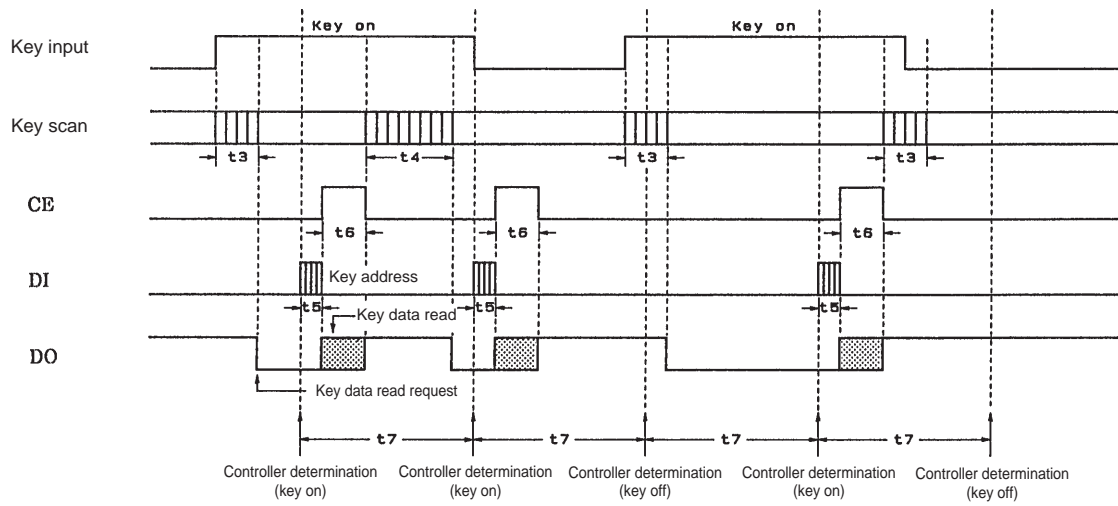 Key on Key on
Key input
Key scan
t3 t4 t3 t3
CE
t6 t6 t6
DI Key address
t5 t5 t5
Key data read
DO
Key data read request
t7 t7 t7 t7
Controller determination Controller determination Controller determination Controller determination Controller determination
(key on) (key on) (key off) (key on) (key off)